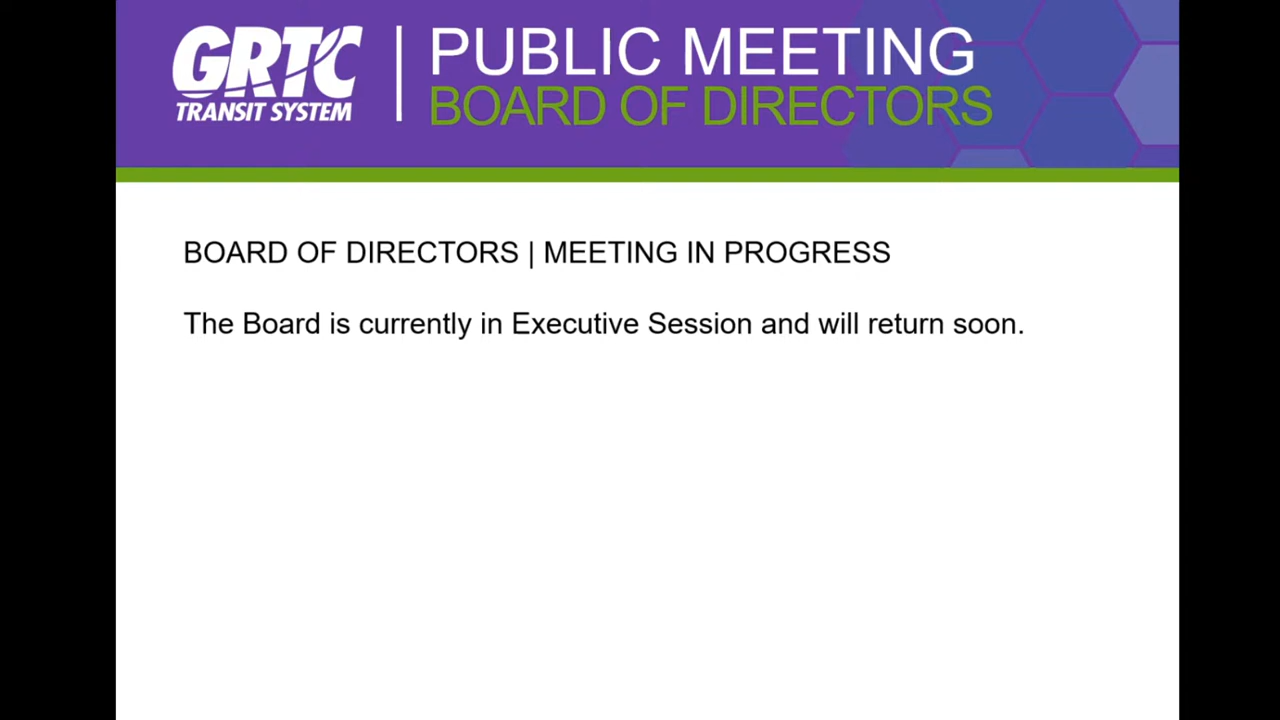 GRTC
TRANSIT SYSTEM
PUBLIC MEETING
BOARD OF DIRECTORS
BOARD OF DIRECTORS | MEETING IN PROGRESS
The Board is currently in Executive Session and will return soon.